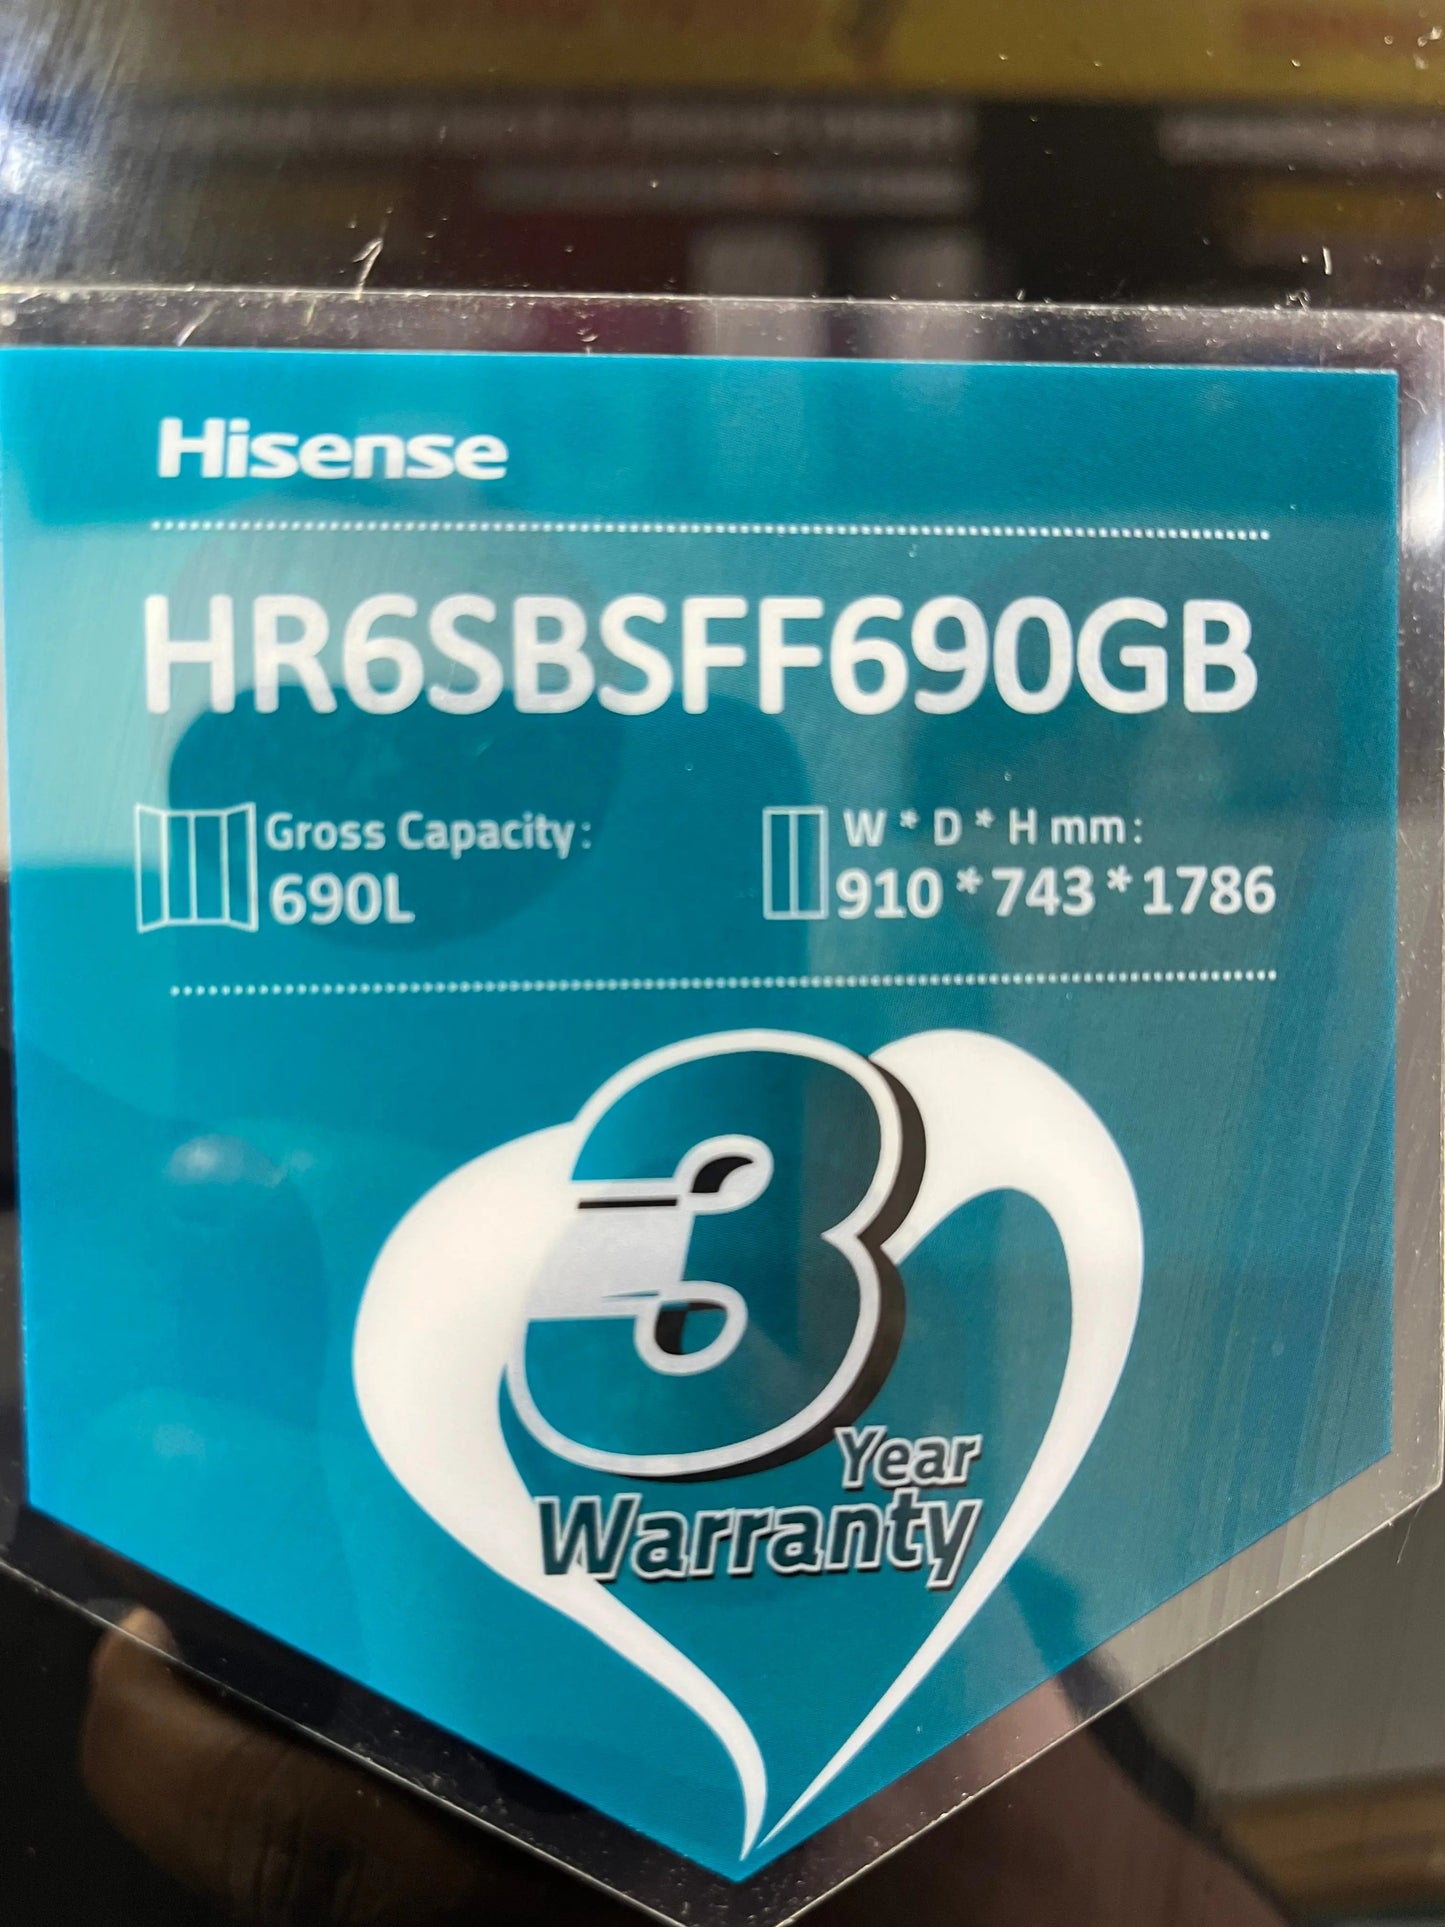 Hisense
HR6SBSFF690GB
Gross Capacity:
690L
W * D * H mm:
910 * 743 * 1786
3
Year
Warranty